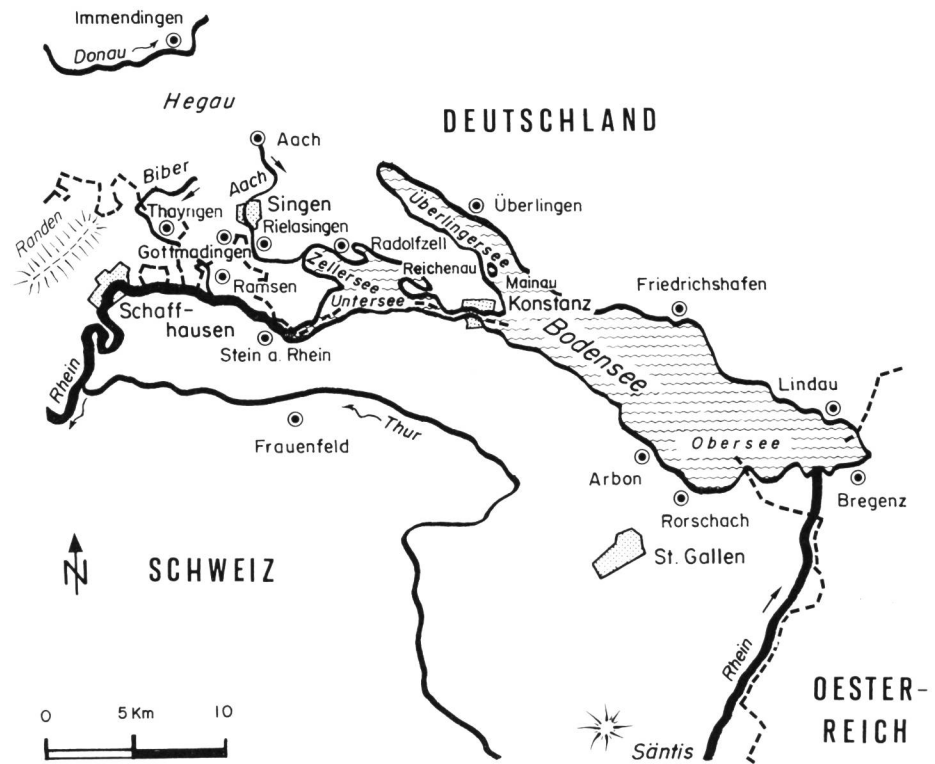 Immendingen
Donau
Hegau
DEUTSCHLAND
Aach
Biber
Aach
Singen
Überlingen
Überlingersee
Randen
Thayngen
Rielasingen
Radolfzell
Gottmadingen
Zellersee
Reichenau
Mainau
Ramsen
Untersee
Konstanz
Friedrichshafen
Schaff-
hausen
Stein a. Rhein
Bodensee
Rhein
Lindau
Frauenfeld
Thur
Obersee
Arbon
Bregenz
Rorschach
St. Gallen
N
SCHWEIZ
Rhein
OESTER-
REICH
0 5 Km 10
Säntis